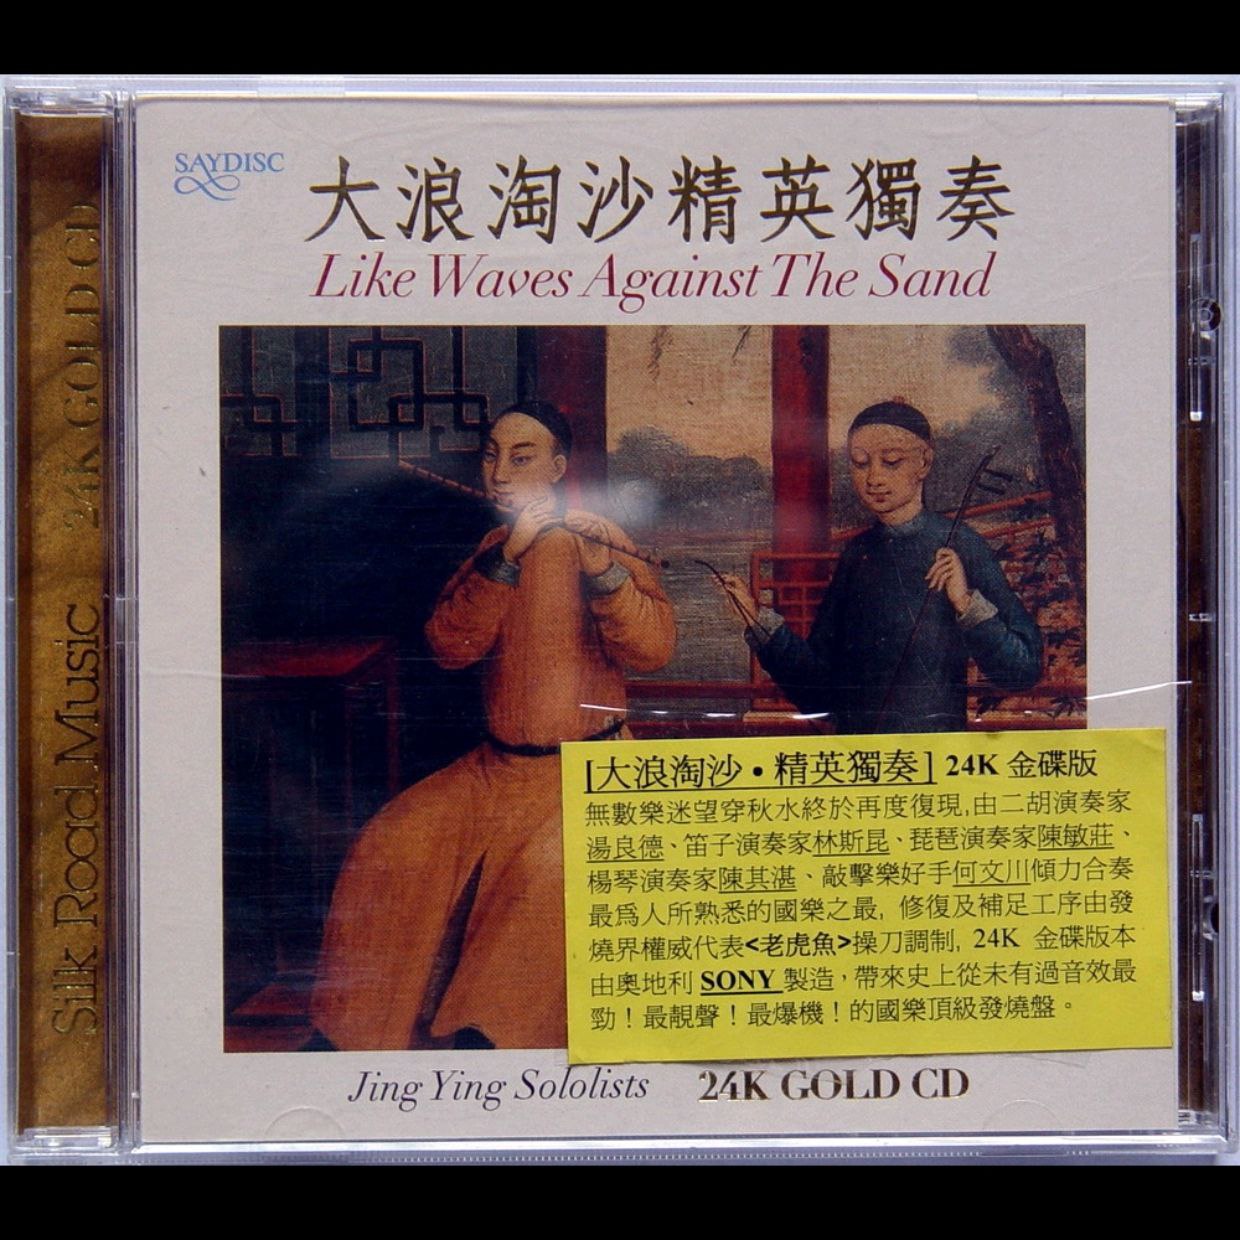 SAYDISC
大浪淘沙精英獨奏
Like Waves Against The Sand
[大浪淘沙•精英獨奏] 24K 金碟版
無數樂迷望穿秋水終於再度復現,由二胡演奏家
湯良德、笛子演奏家林斯昆、琵琶演奏家陳敏莊、
楊琴演奏家陳其湛、敲擊樂好手何文川傾力合奏
最爲人所熟悉的國樂之最, 修復及補足工序由發
燒界權威代表<老虎魚>操刀調制, 24K 金碟版本
由奧地利 SONY 製造，帶來史上從未有過音效最
勁！最靚聲！最爆機！的國樂頂級發燒盤。
Jing Ying Sololists 24K GOLD CD
Silk Road Music 24K GOLD CD